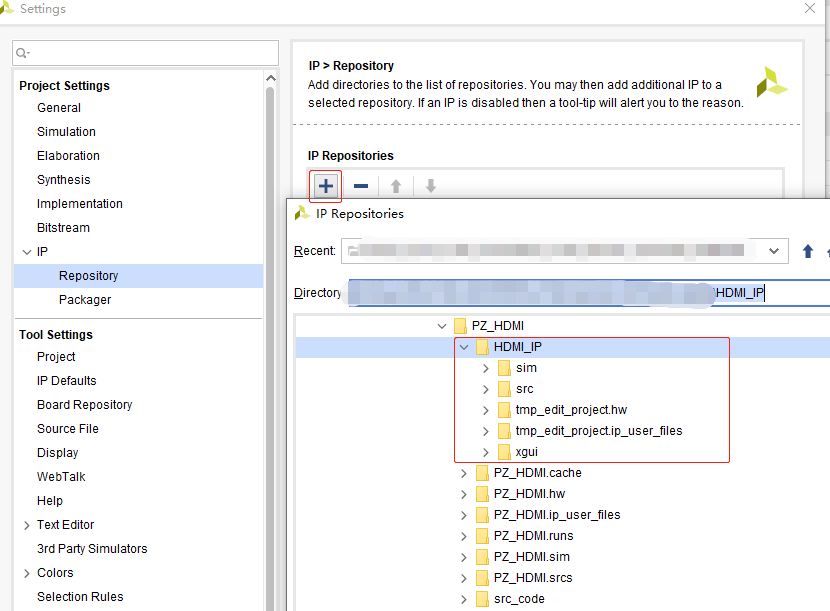 Settings
Project Settings
General
Simulation
Elaboration
Synthesis
Implementation
Bitstream
IP
Repository
Packager
Tool Settings
Project
IP Defaults
Board Repository
Source File
Display
WebTalk
Help
Text Editor
3rd Party Simulators
Colors
Selection Rules
IP > Repository
Add directories to the list of repositories. You may then add additional IP to a
selected repository. If an IP is disabled then a tool-tip will alert you to the reason.
IP Repositories
IP Repositories
Recent:
Directory
HDMI_IP
PZ_HDMI
HDMI_IP
sim
src
tmp_edit_project.hw
tmp_edit_project.ip_user_files
xgui
PZ_HDMI.cache
PZ_HDMI.hw
PZ_HDMI.ip_user_files
PZ_HDMI.runs
PZ_HDMI.sim
PZ_HDMI.srcs
src_code